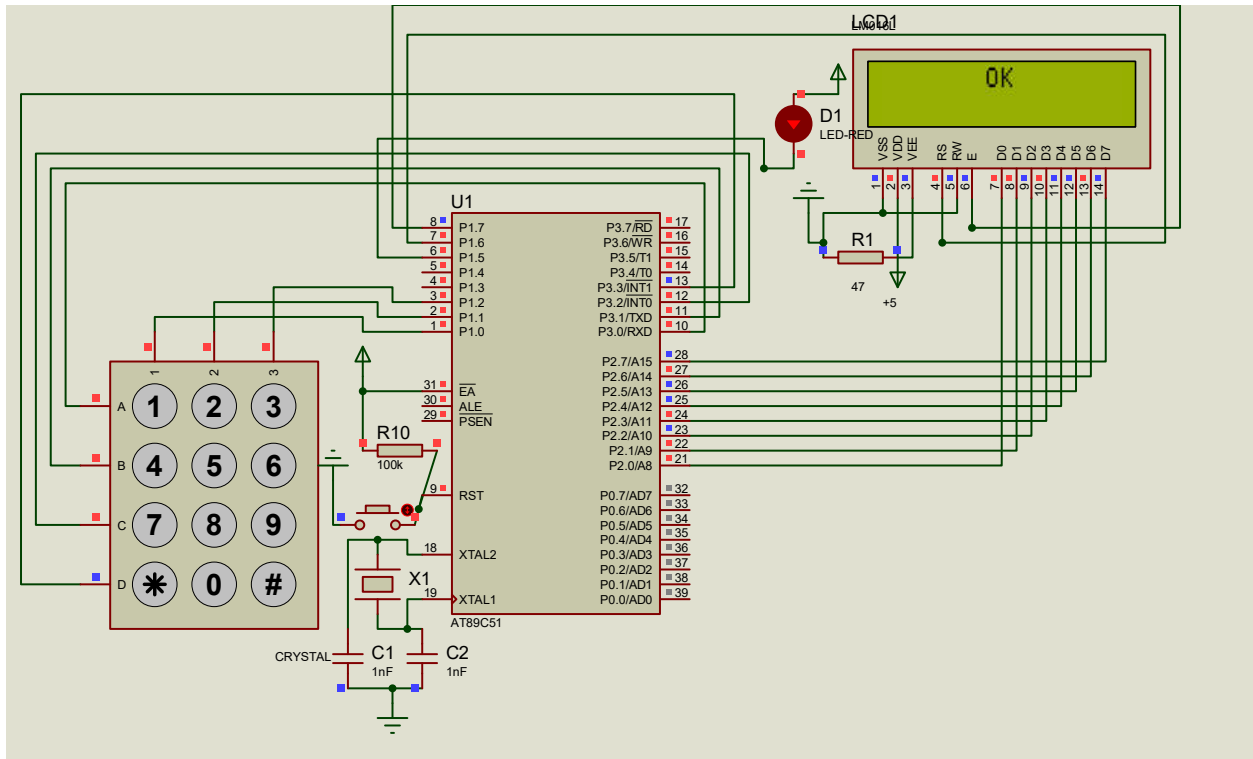 LCD1
LM016L
OK
D1
LED-RED
VSS
VDD
VEE
RS
RW
E
D0
D1
D2
D3
D4
D5
D6
D7
1
2
3
4
5
6
7
8
9
10
11
12
13
14
R1
47
+5
U1
8 P1.7
7 P1.6
6 P1.5
5 P1.4
4 P1.3
3 P1.2
2 P1.1
1 P1.0
31 EA
30 ALE
29 PSEN
9 RST
18 XTAL2
19 XTAL1
P3.7/RD 17
P3.6/WR 16
P3.5/T1 15
P3.4/T0 14
P3.3/INT1 13
P3.2/INT0 12
P3.1/TXD 11
P3.0/RXD 10
P2.7/A15 28
P2.6/A14 27
P2.5/A13 26
P2.4/A12 25
P2.3/A11 24
P2.2/A10 23
P2.1/A9 22
P2.0/A8 21
P0.7/AD7 32
P0.6/AD6 33
P0.5/AD5 34
P0.4/AD4 35
P0.3/AD3 36
P0.2/AD2 37
P0.1/AD1 38
P0.0/AD0 39
AT89C51
1 2 3
A 1 2 3
B 4 5 6
C 7 8 9
D * 0 #
R10
100k
X1
CRYSTAL
C1
1nF
C2
1nF